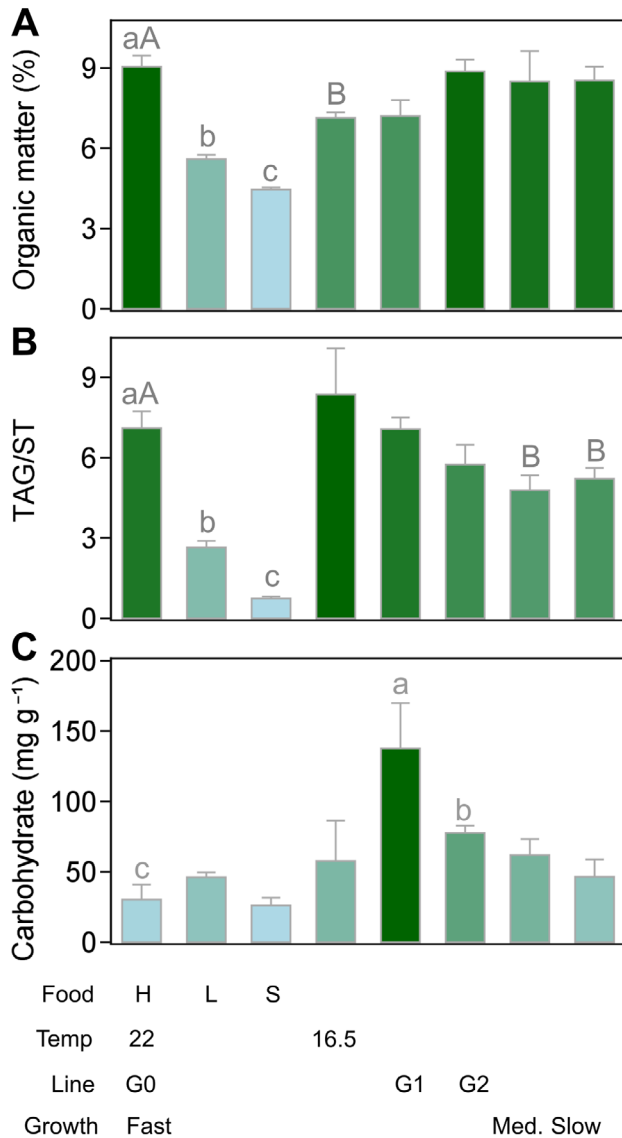 A
Organic matter (%)
9
6
3
0
aA
b
c
B
B
TAG/ST
9
6
3
0
aA
b
c
B
B
C
Carbohydrate (mg g⁻¹)
200
150
100
50
0
c
a
b
Food H L S
Temp 22 16.5
Line G0 G1 G2
Growth Fast Med. Slow